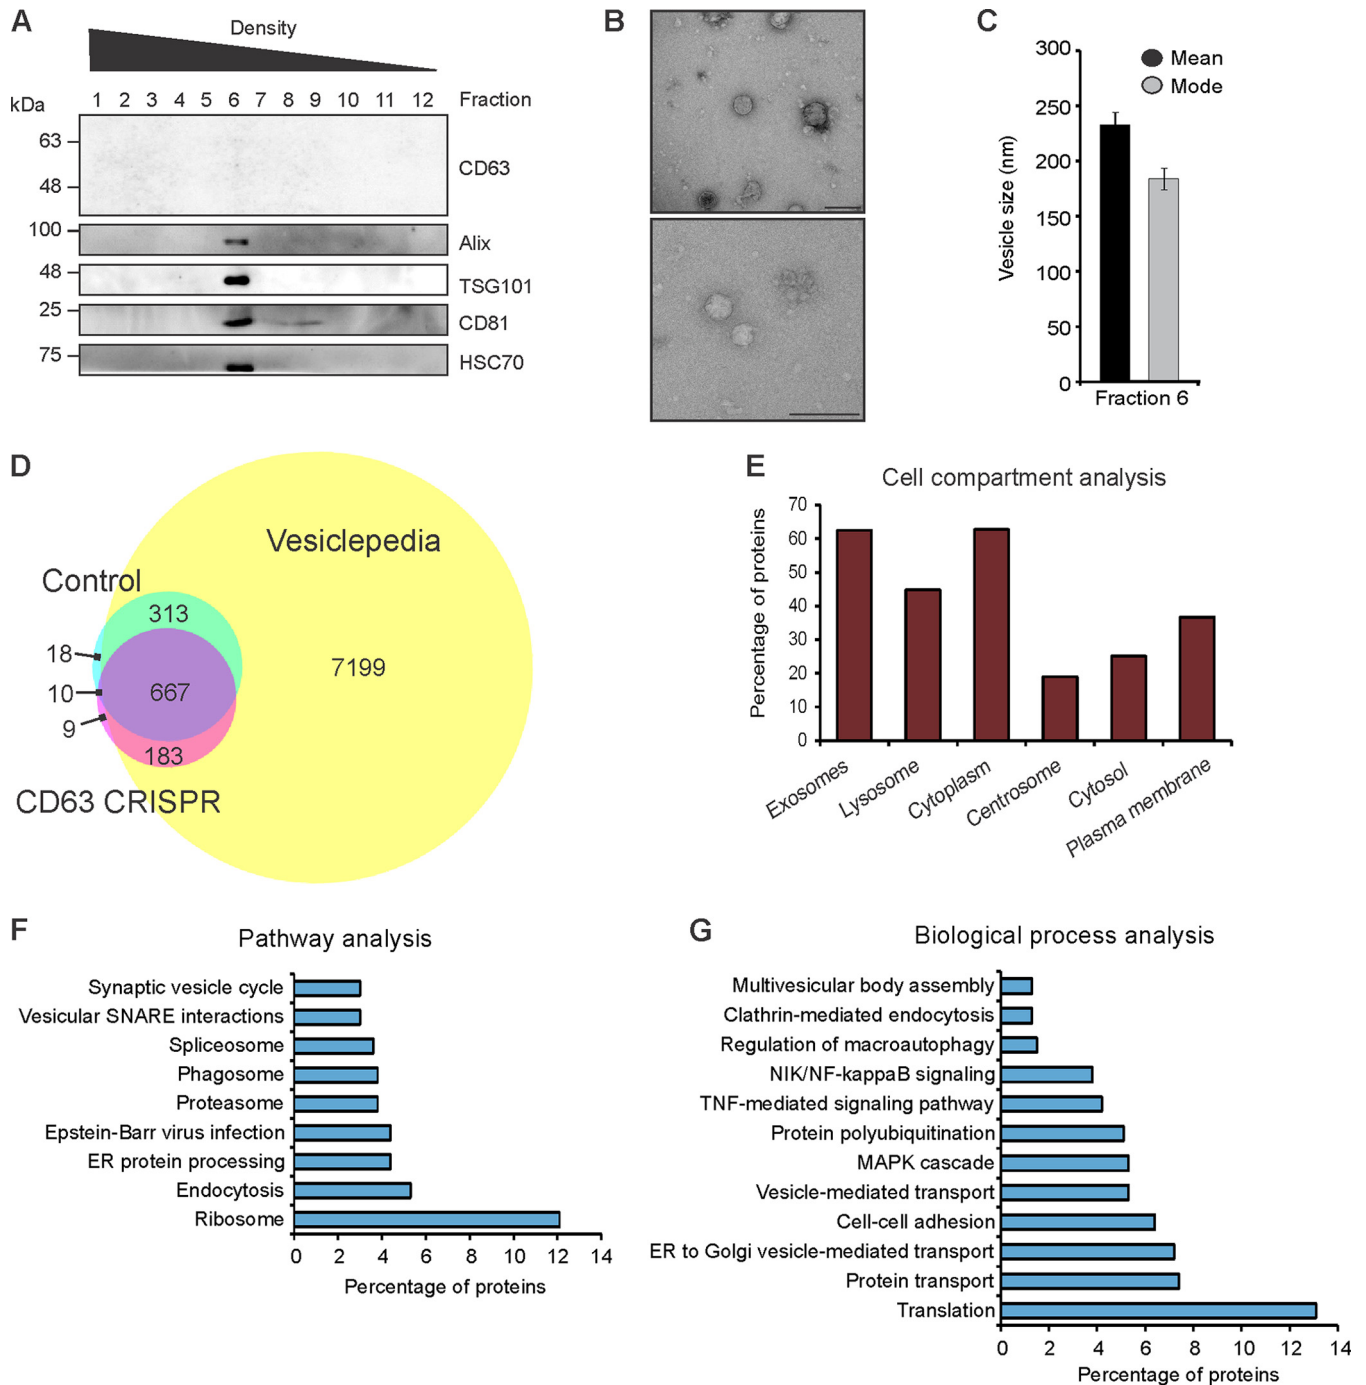 A
Density
kDa
1 2 3 4 5 6 7 8 9 10 11 12 Fraction
63
48
CD63
100
Alix
48
TSG101
25
CD81
75
HSC70
B
C
300
250
200
150
100
50
0
Vesicle size (nm)
Mean
Mode
Fraction 6
D
Vesiclepedia
Control
313
18
10
667
7199
9
183
CD63 CRISPR
E
Cell compartment analysis
70
60
50
40
30
20
10
0
Percentage of proteins
Exosomes
Lysosome
Cytoplasm
Centrosome
Cytosol
Plasma membrane
F
Pathway analysis
Synaptic vesicle cycle
Vesicular SNARE interactions
Spliceosome
Phagosome
Proteasome
Epstein-Barr virus infection
ER protein processing
Endocytosis
Ribosome
0 2 4 6 8 10 12 14
Percentage of proteins
G
Biological process analysis
Multivesicular body assembly
Clathrin-mediated endocytosis
Regulation of macroautophagy
NIK/NF-kappaB signaling
TNF-mediated signaling pathway
Protein polyubiquitination
MAPK cascade
Vesicle-mediated transport
Cell-cell adhesion
ER to Golgi vesicle-mediated transport
Protein transport
Translation
0 2 4 6 8 10 12 14
Percentage of proteins